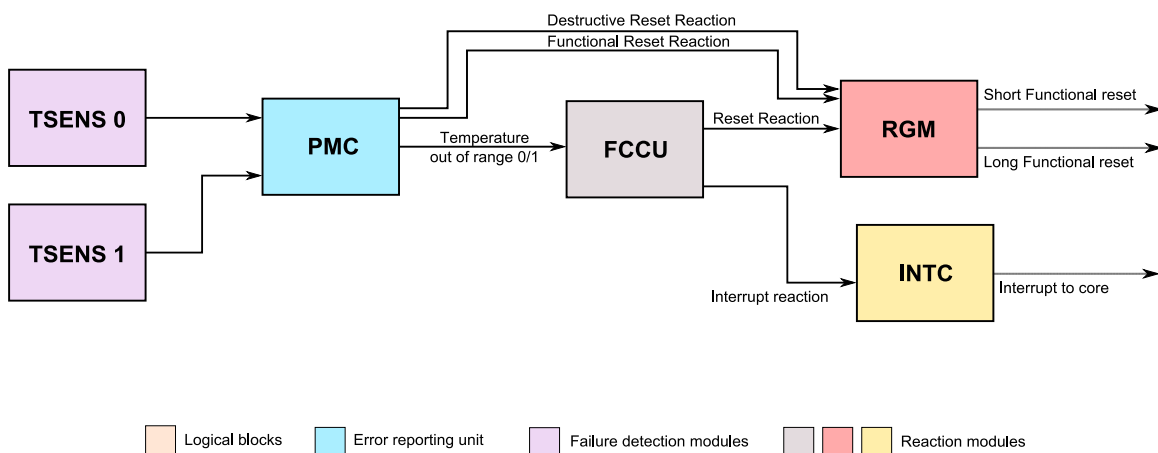 Destructive Reset Reaction
Functional Reset Reaction
TSENS 0
PMC
Temperature
out of range 0/1
FCCU
Reset Reaction
RGM
Short Functional reset
Long Functional reset
TSENS 1
Interrupt reaction
INTC
Interrupt to core
Logical blocks
Error reporting unit
Failure detection modules
Reaction modules